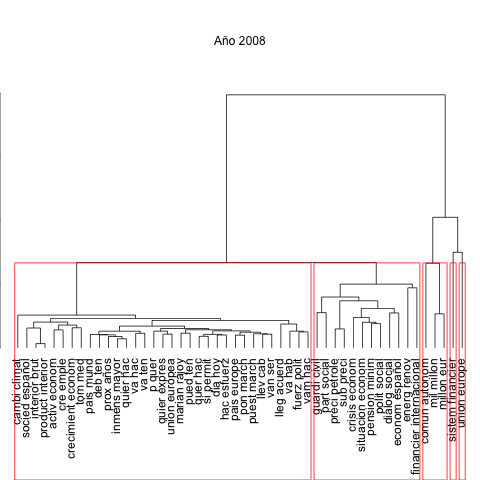 Año 2008
cambi climat
socied español
interior brut
product interior
activ econom
cre emple
crecimient econom
tom med
pais mund
deb ten
prox años
inmens mayor
quier hac
va hac
va ten
p quer
quier expres
union europea
marian rajoy
pued ten
quer hac
si permit
dia hoy
hac esfuerz
pais europe
pon march
puest march
llev cab
van ser
lleg acuerd
va hab
fuerz polit
vam hac
guardi civil
part social
preci petrole
sub preci
crisis econom
situacion econom
pension minim
polit social
dialog social
econom español
energ renov
financier internacional
comun autonom
mil millon
millon eur
sistem financier
union europe